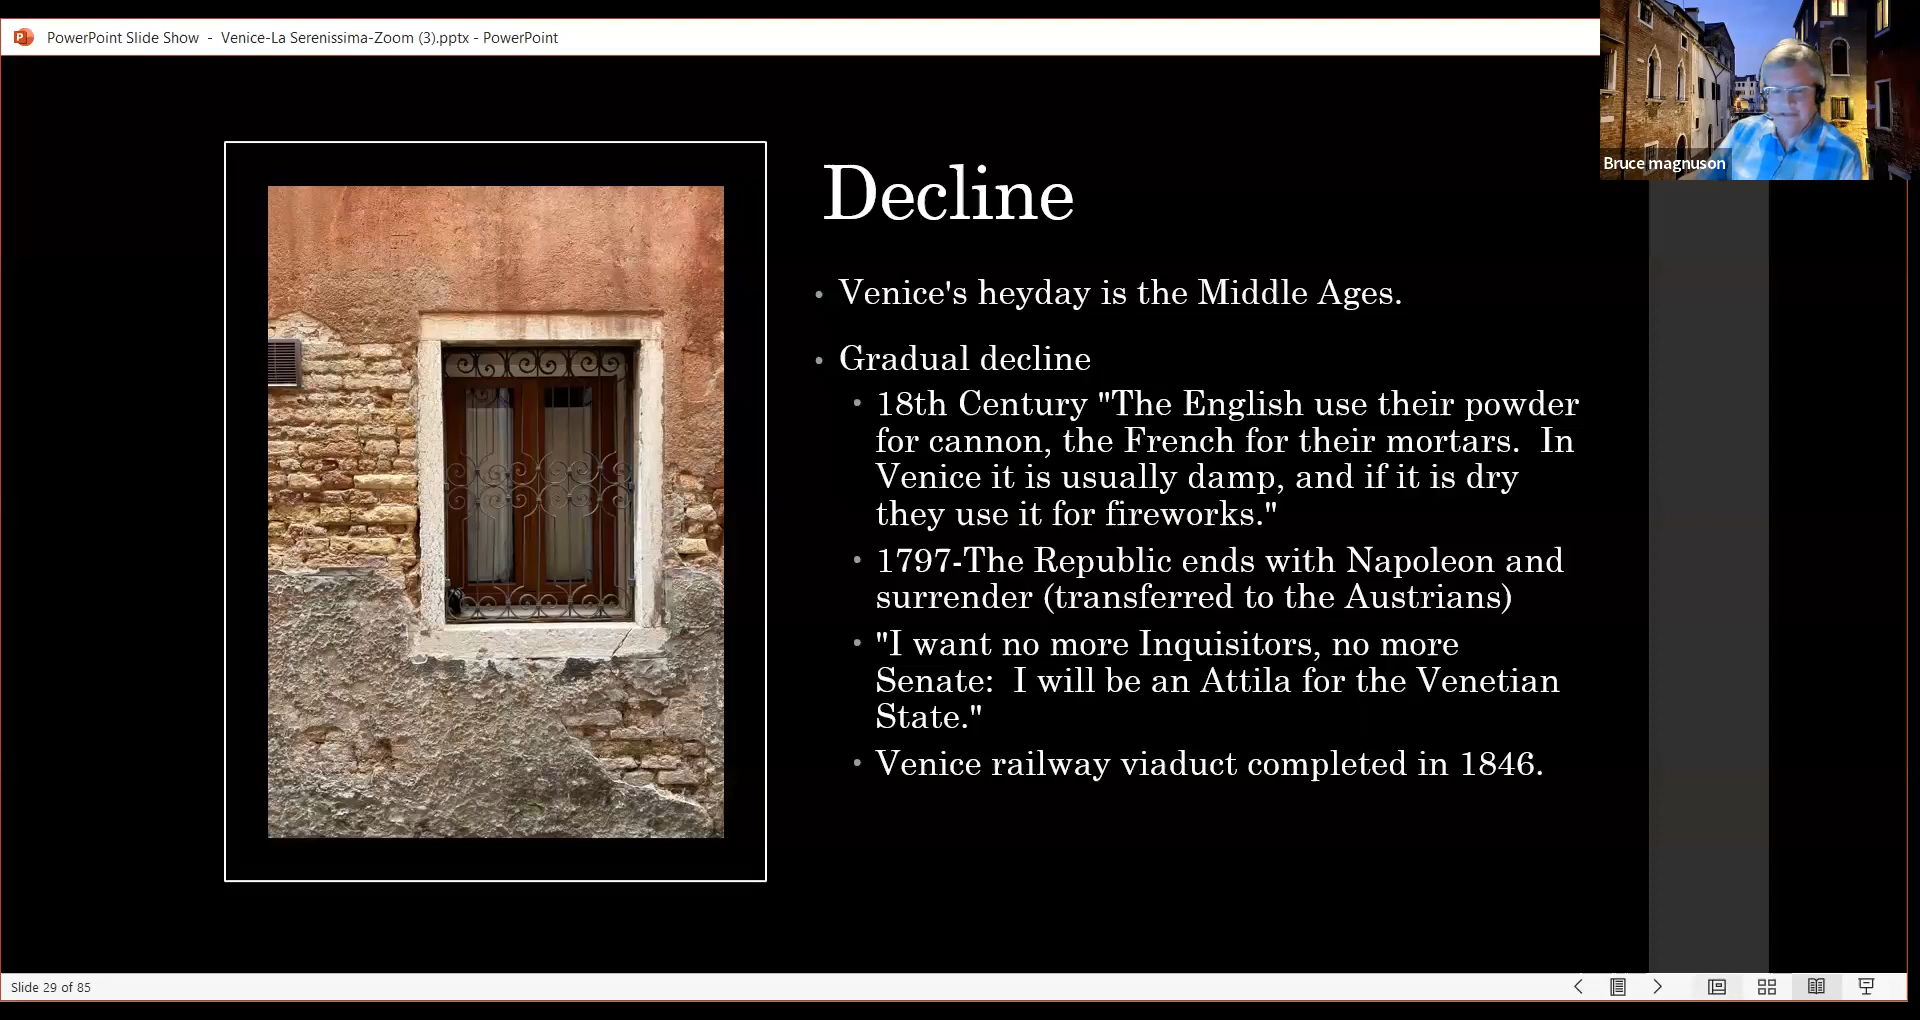 PowerPoint Slide Show - Venice-La Serenissima-Zoom (3).pptx - PowerPoint
Bruce magnuson
Decline
• Venice's heyday is the Middle Ages.
• Gradual decline
• 18th Century "The English use their powder
for cannon, the French for their mortars.  In
Venice it is usually damp, and if it is dry
they use it for fireworks."
• 1797-The Republic ends with Napoleon and
surrender (transferred to the Austrians)
• "I want no more Inquisitors, no more
Senate:  I will be an Attila for the Venetian
State."
• Venice railway viaduct completed in 1846.
Slide 29 of 85